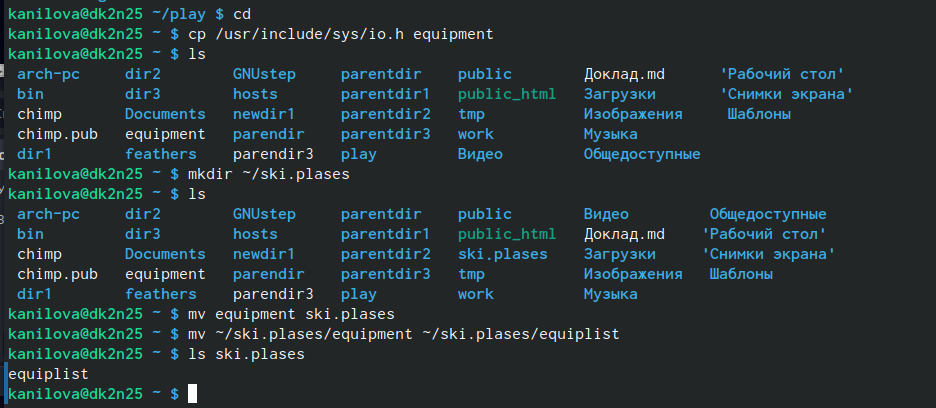 kanilova@dk2n25 ~/play $ cd
kanilova@dk2n25 ~ $ cp /usr/include/sys/io.h equipment
kanilova@dk2n25 ~ $ ls
arch-pc dir2 GNUstep parentdir public Доклад.md 'Рабочий стол'
bin dir3 hosts parentdir1 public_html Загрузки 'Снимки экрана'
chimp Documents newdir1 parentdir2 tmp Изображения Шаблоны
chimp.pub equipment parendir parentdir3 work Музыка
dir1 feathers parendir3 play Видео Общедоступные
kanilova@dk2n25 ~ $ mkdir ~/ski.plases
kanilova@dk2n25 ~ $ ls
arch-pc dir2 GNUstep parentdir public Видео Общедоступные
bin dir3 hosts parentdir1 public_html Доклад.md 'Рабочий стол'
chimp Documents newdir1 parentdir2 ski.plases Загрузки 'Снимки экрана'
chimp.pub equipment parendir parentdir3 tmp Изображения Шаблоны
dir1 feathers parendir3 play work Музыка
kanilova@dk2n25 ~ $ mv equipment ski.plases
kanilova@dk2n25 ~ $ mv ~/ski.plases/equipment ~/ski.plases/equiplist
kanilova@dk2n25 ~ $ ls ski.plases
equiplist
kanilova@dk2n25 ~ $